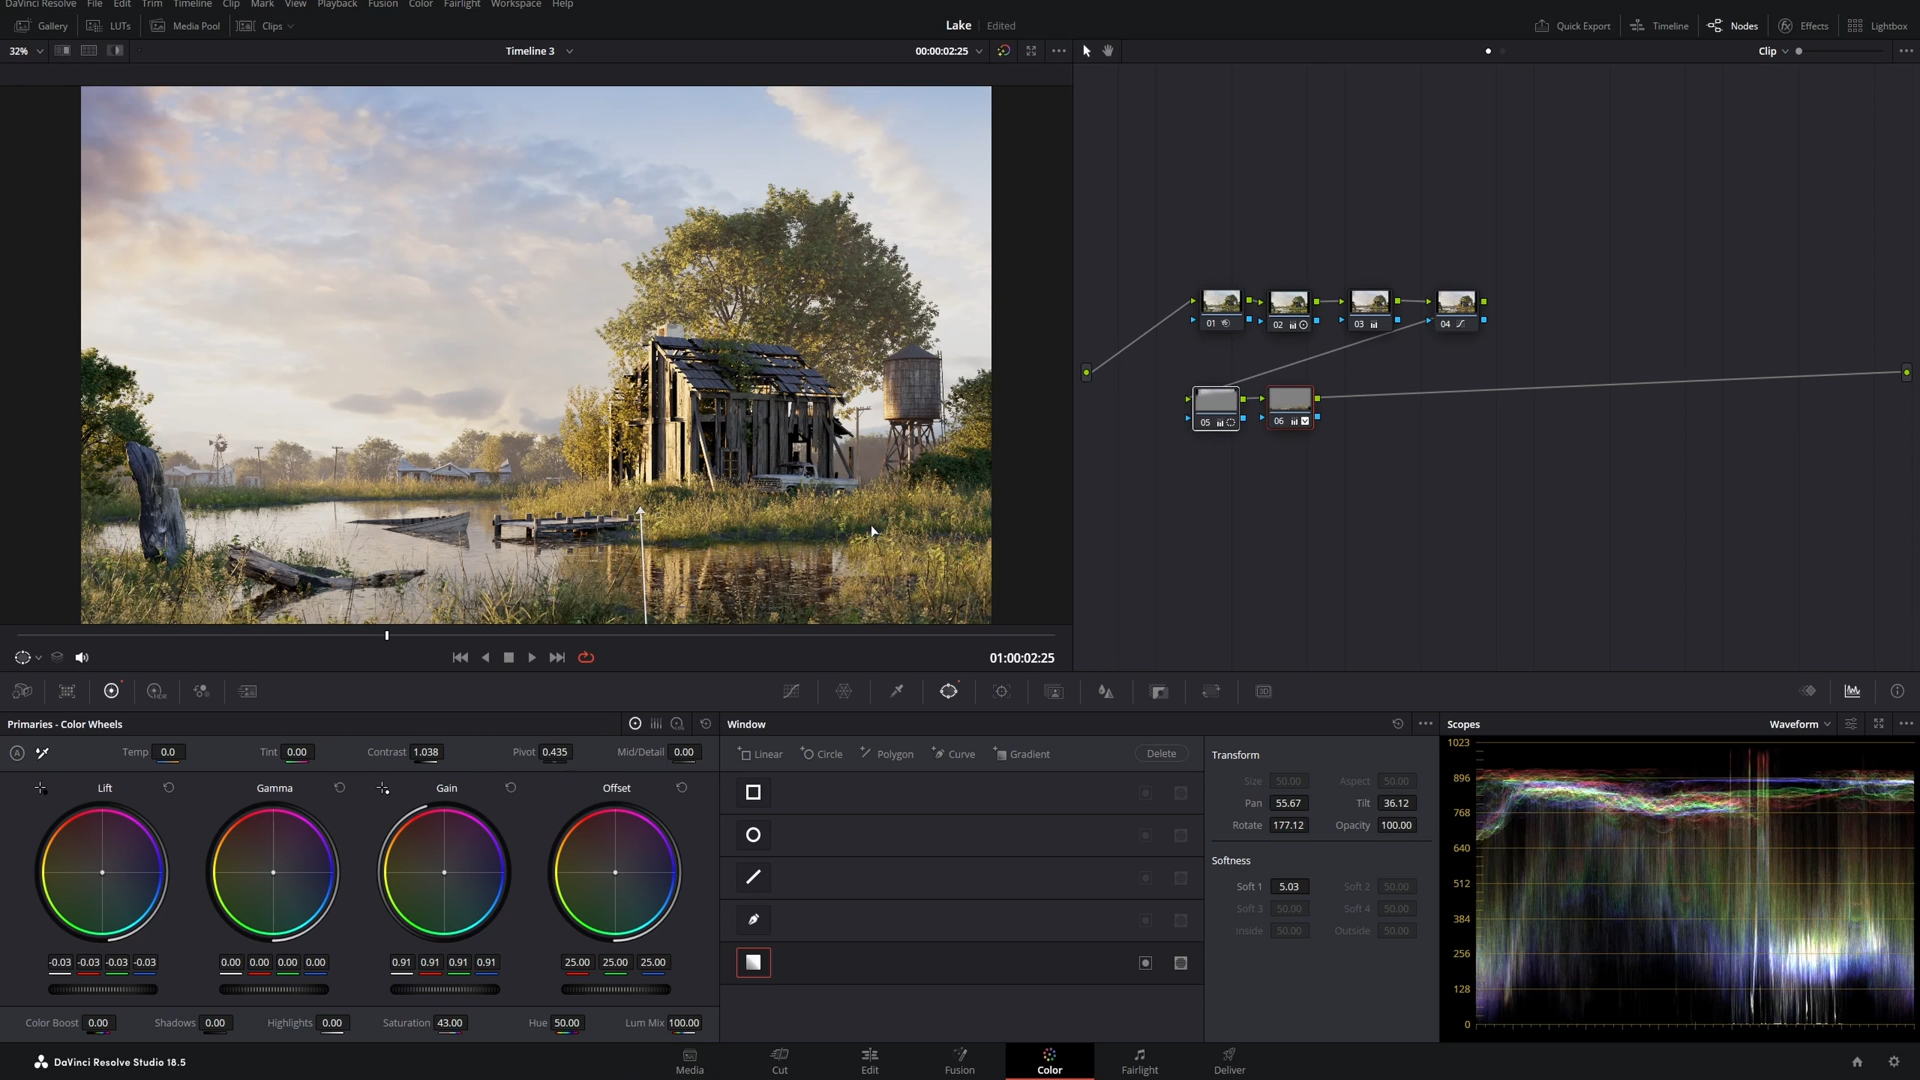 DaVinci Resolve File Edit Trim Timeline Clip Mark View Playback Fusion Color Fairlight Workspace Help
Gallery LUTs Media Pool Clips Lake Edited Quick Export Timeline Nodes Effects Lightbox
32% Timeline 3 00:00:02:25 Clip
01 02 03 04
05 06
01:00:02:25
Primaries - Color Wheels Window Scopes Waveform
Temp 0.0 Tint 0.00 Contrast 1.038 Pivot 0.435 Mid/Detail 0.00
Linear Circle Polygon Curve Gradient Delete
Lift Gamma Gain Offset
-0.03 -0.03 -0.03 -0.03 0.00 0.00 0.00 0.00 0.91 0.91 0.91 0.91 25.00 25.00 25.00
Color Boost 0.00 Shadows 0.00 Highlights 0.00 Saturation 43.00 Hue 50.00 Lum Mix 100.00
Transform
Size 50.00 Aspect 50.00
Pan 55.67 Tilt 36.12
Rotate 177.12 Opacity 100.00
Softness
Soft 1 5.03 Soft 2 50.00
Soft 3 50.00 Soft 4 50.00
Inside 50.00 Outside 50.00
1023
896
768
640
512
384
256
128
0
DaVinci Resolve Studio 18.5
Media Cut Edit Fusion Color Fairlight Deliver